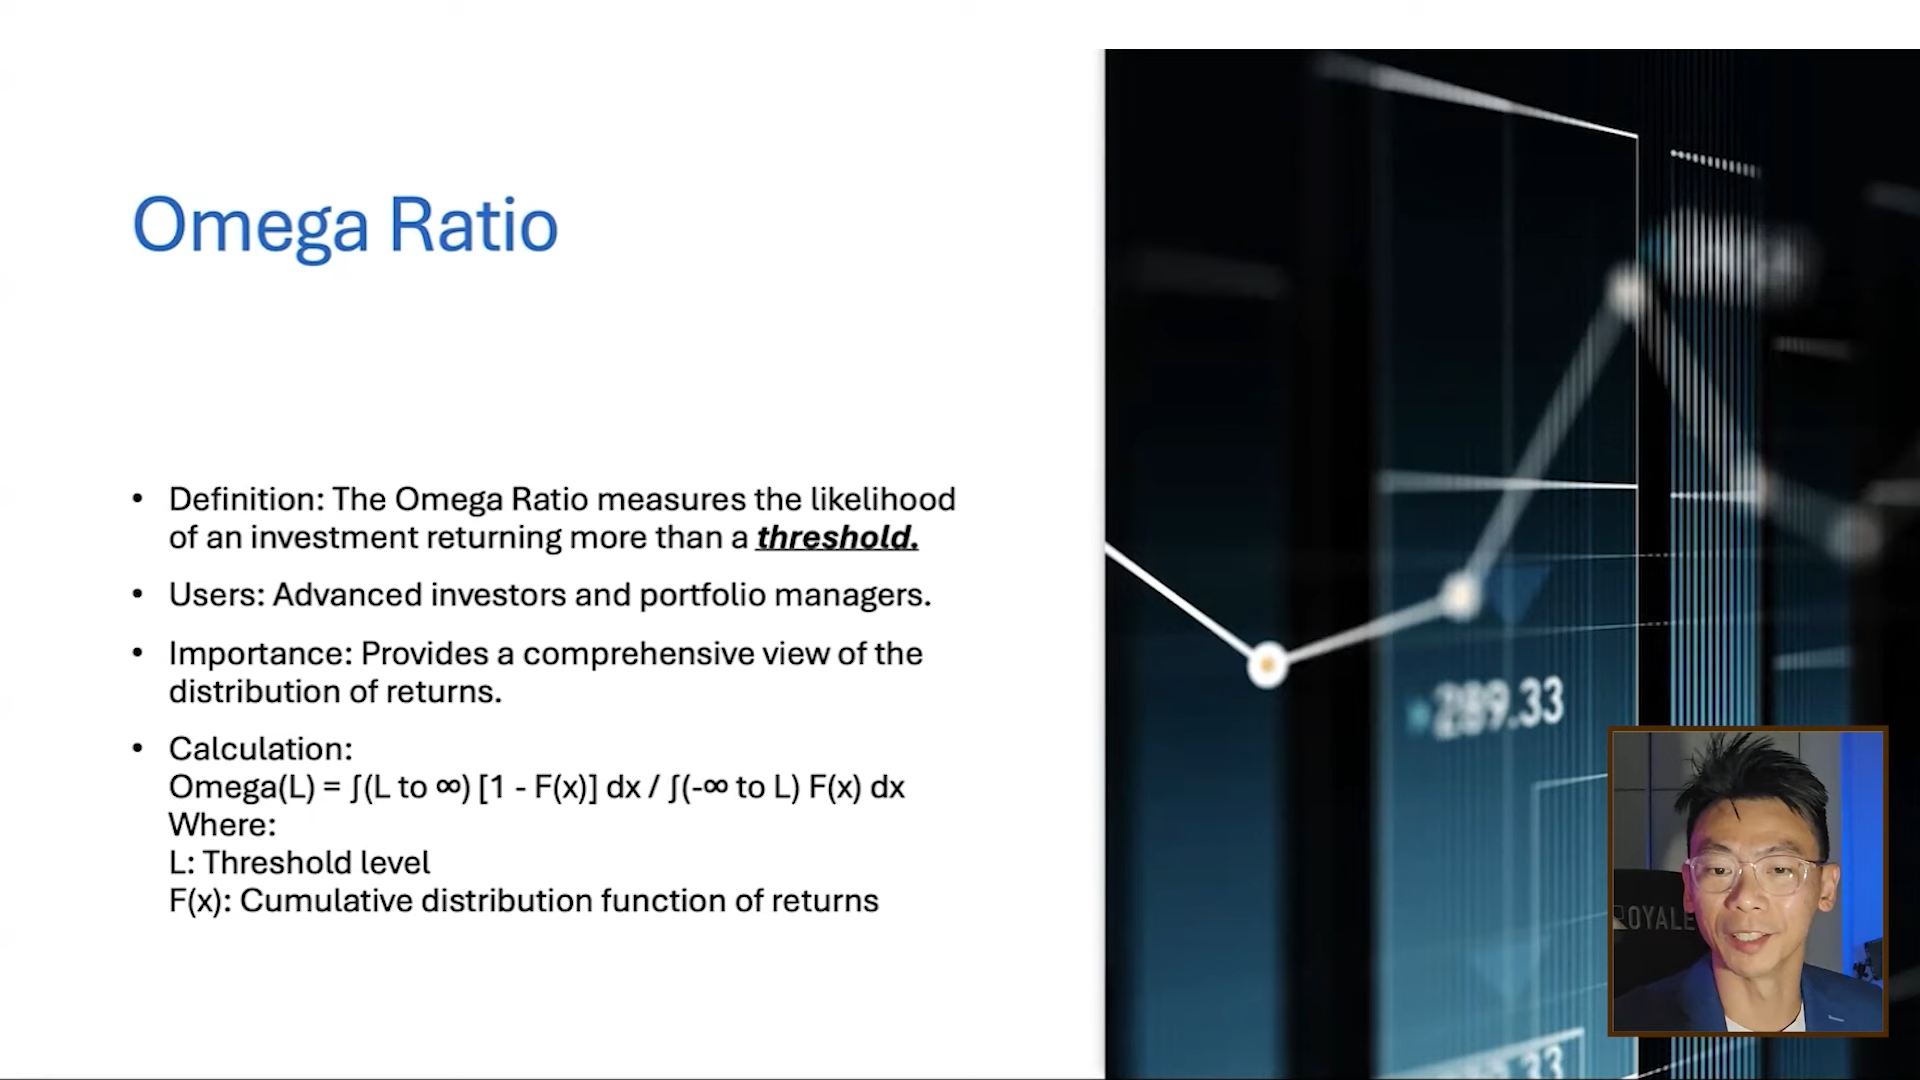 Omega Ratio
• Definition: The Omega Ratio measures the likelihood
of an investment returning more than a threshold.
• Users: Advanced investors and portfolio managers.
• Importance: Provides a comprehensive view of the
distribution of returns.
• Calculation:
Omega(L) = ∫(L to ∞) [1 - F(x)] dx / ∫(-∞ to L) F(x) dx
Where:
L: Threshold level
F(x): Cumulative distribution function of returns
289.33
ROYALE